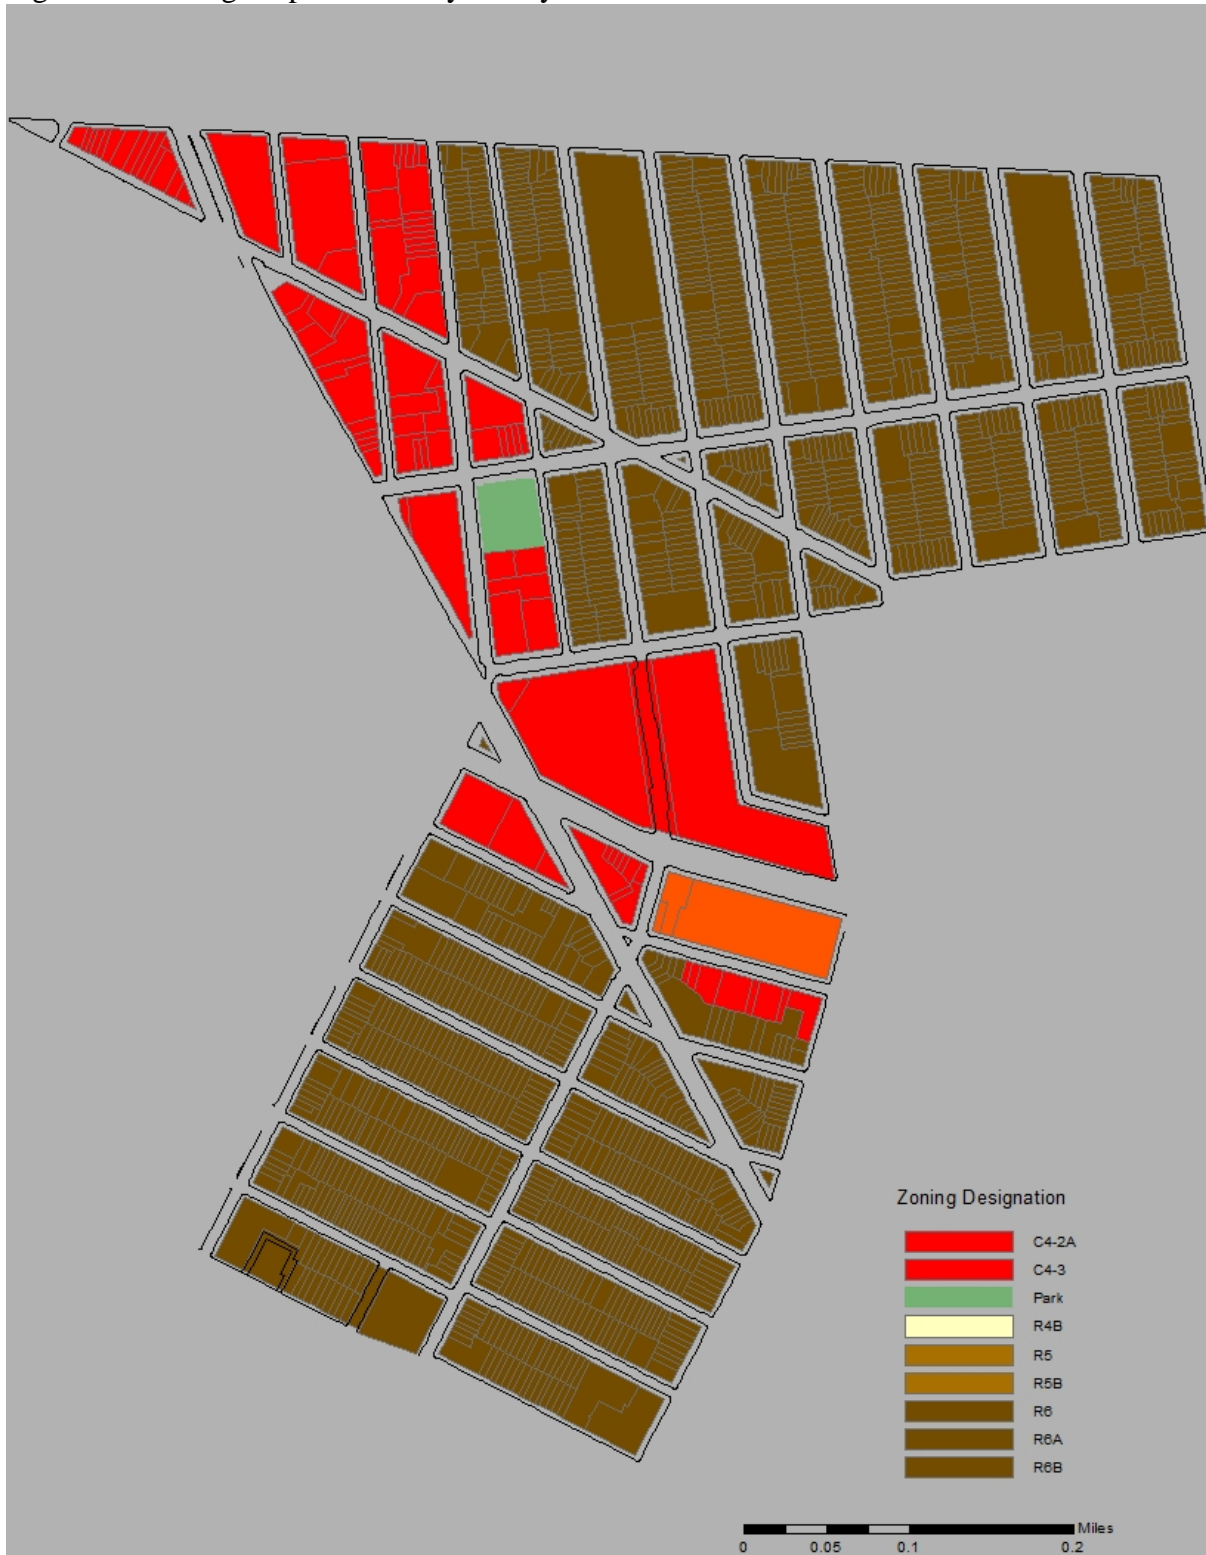 Zoning Designation
C4-2A
C4-3
Park
R4B
R5
R5B
R6
R6A
R6B
Miles
0 0.05 0.1 0.2